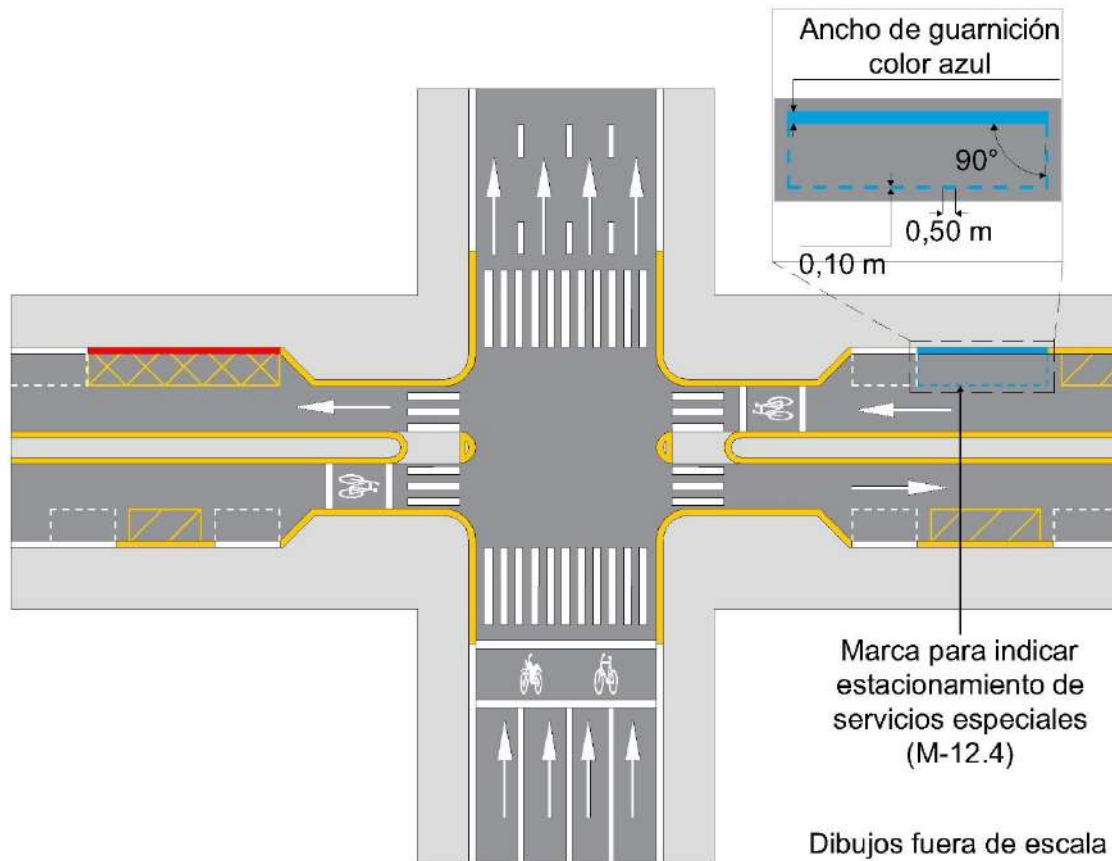 Ancho de guarnición
color azul
90°
0,50 m
0,10 m
Marca para indicar
estacionamiento de
servicios especiales
(M-12.4)
Dibujos fuera de escala